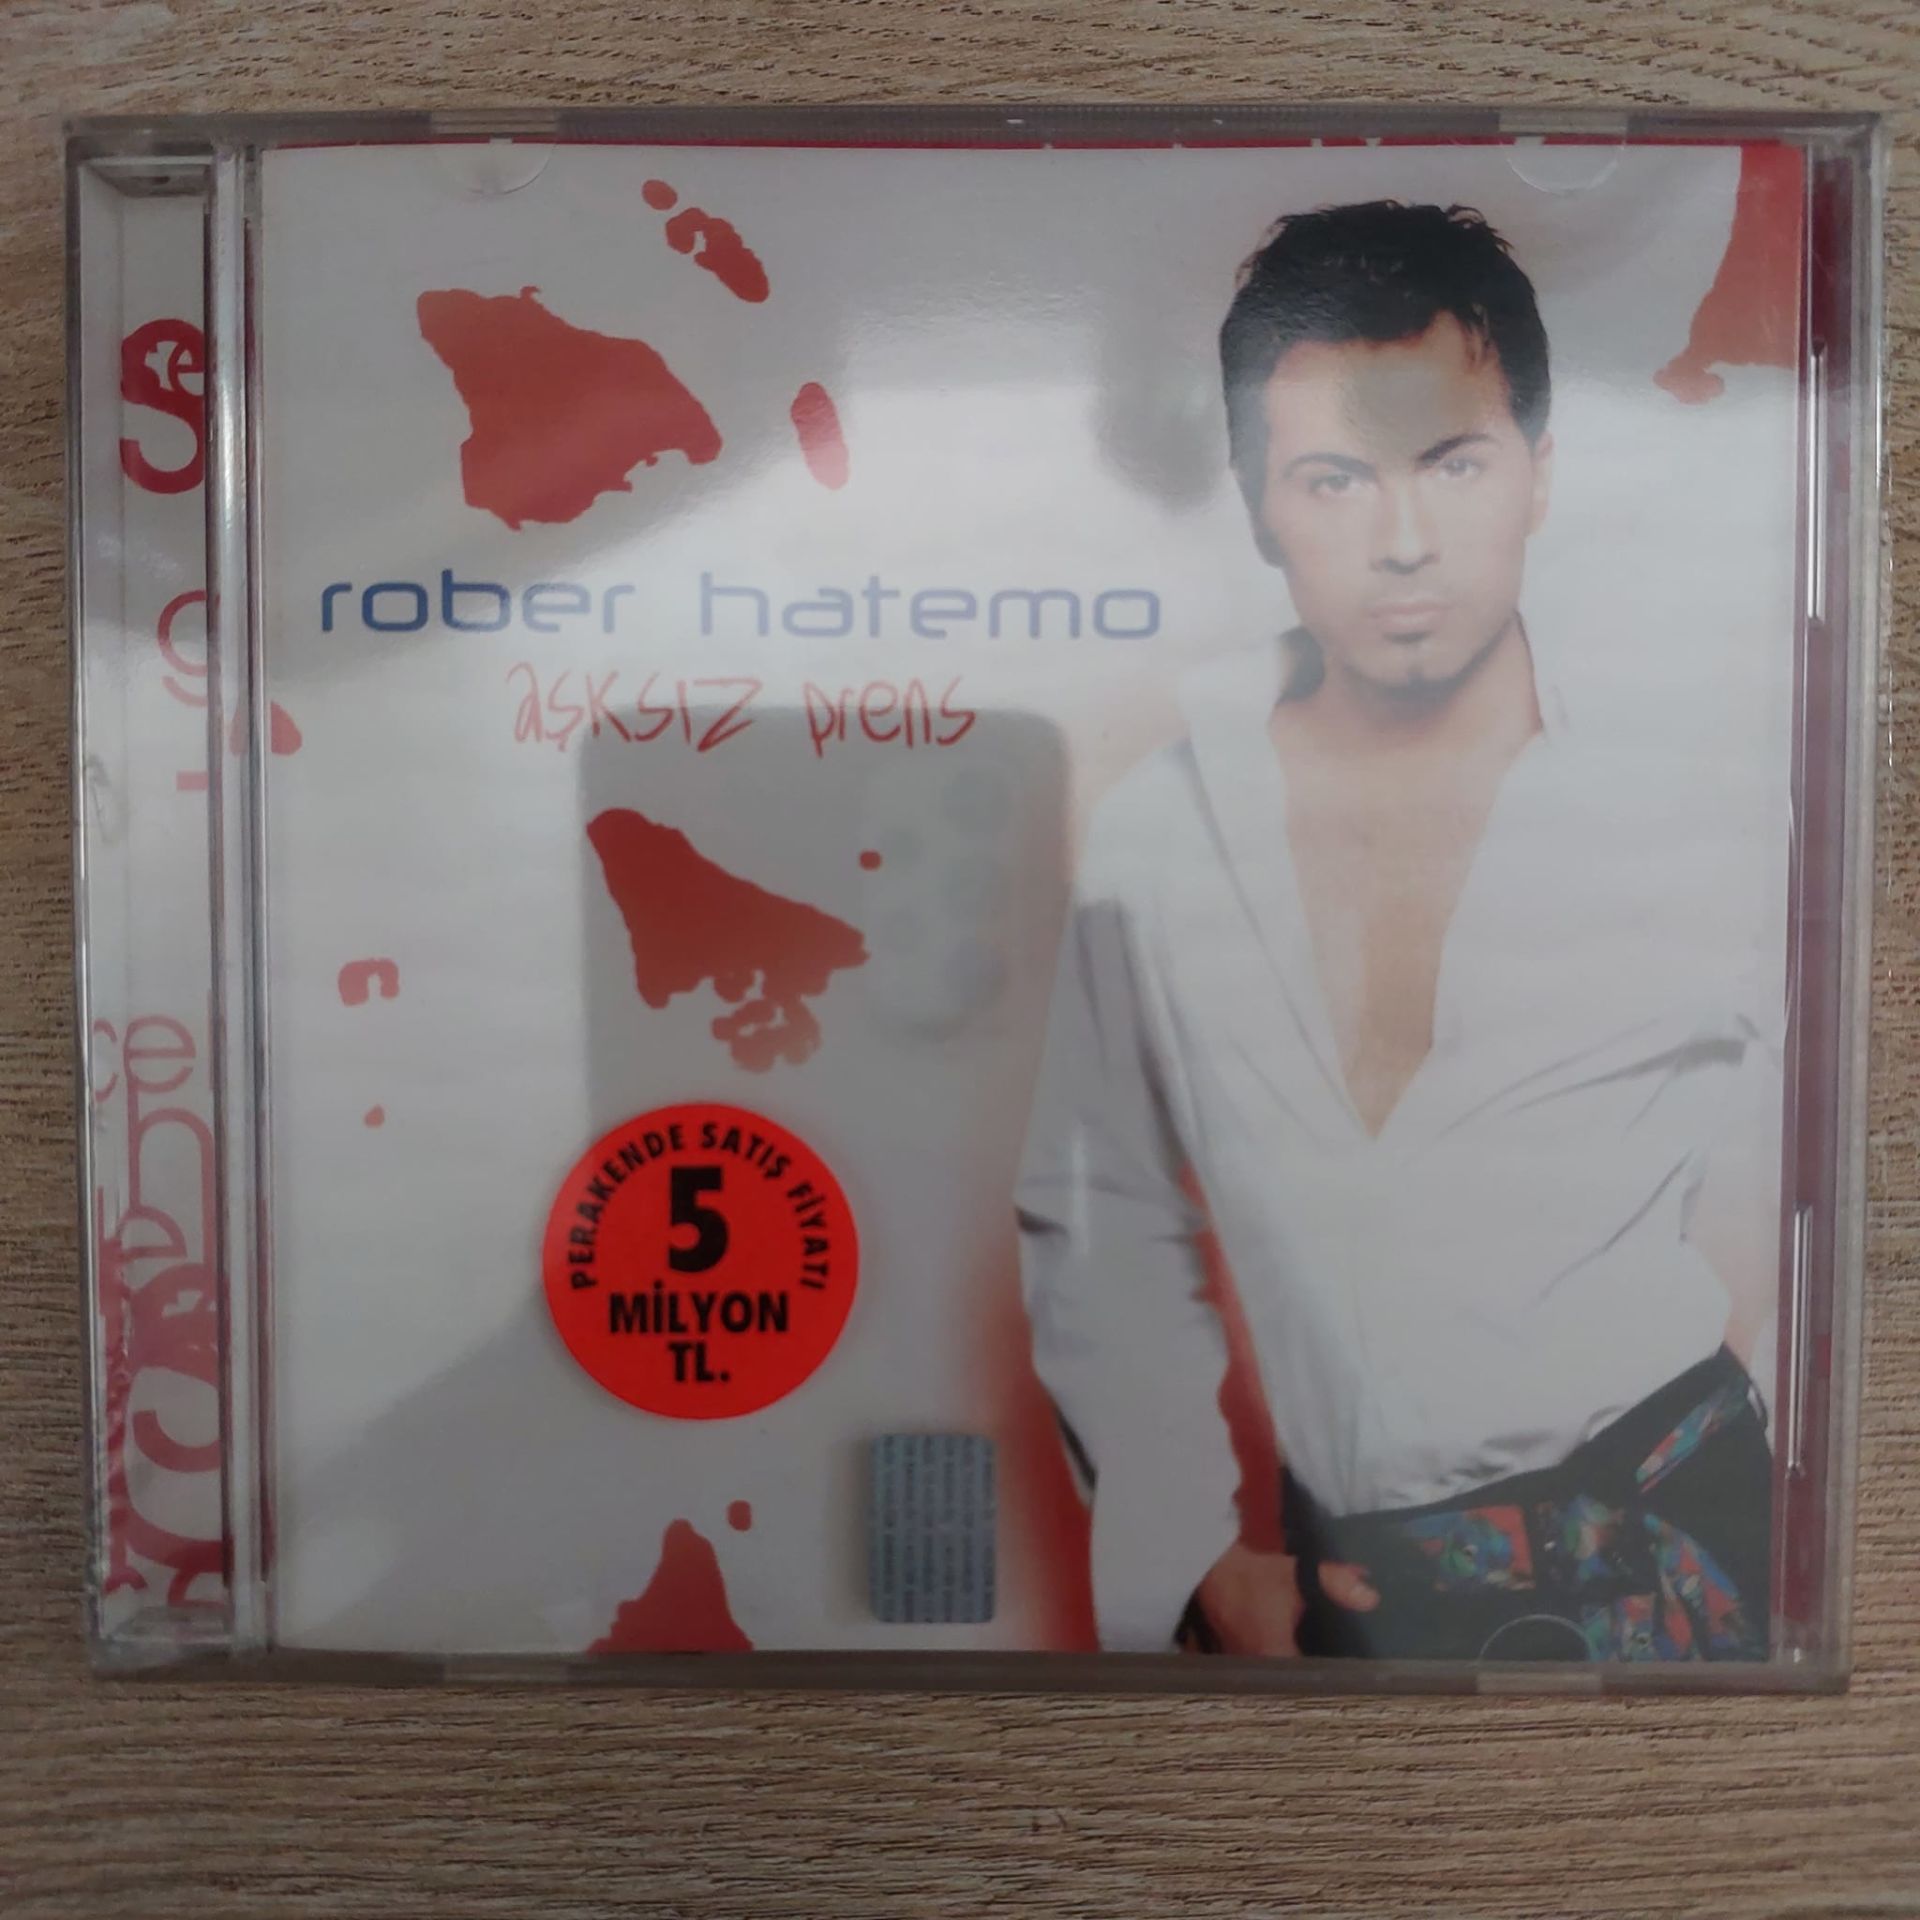 rober hatemo
aşksız prens
PERAKENDE SATIŞ FİYATI
5
MİLYON
TL.